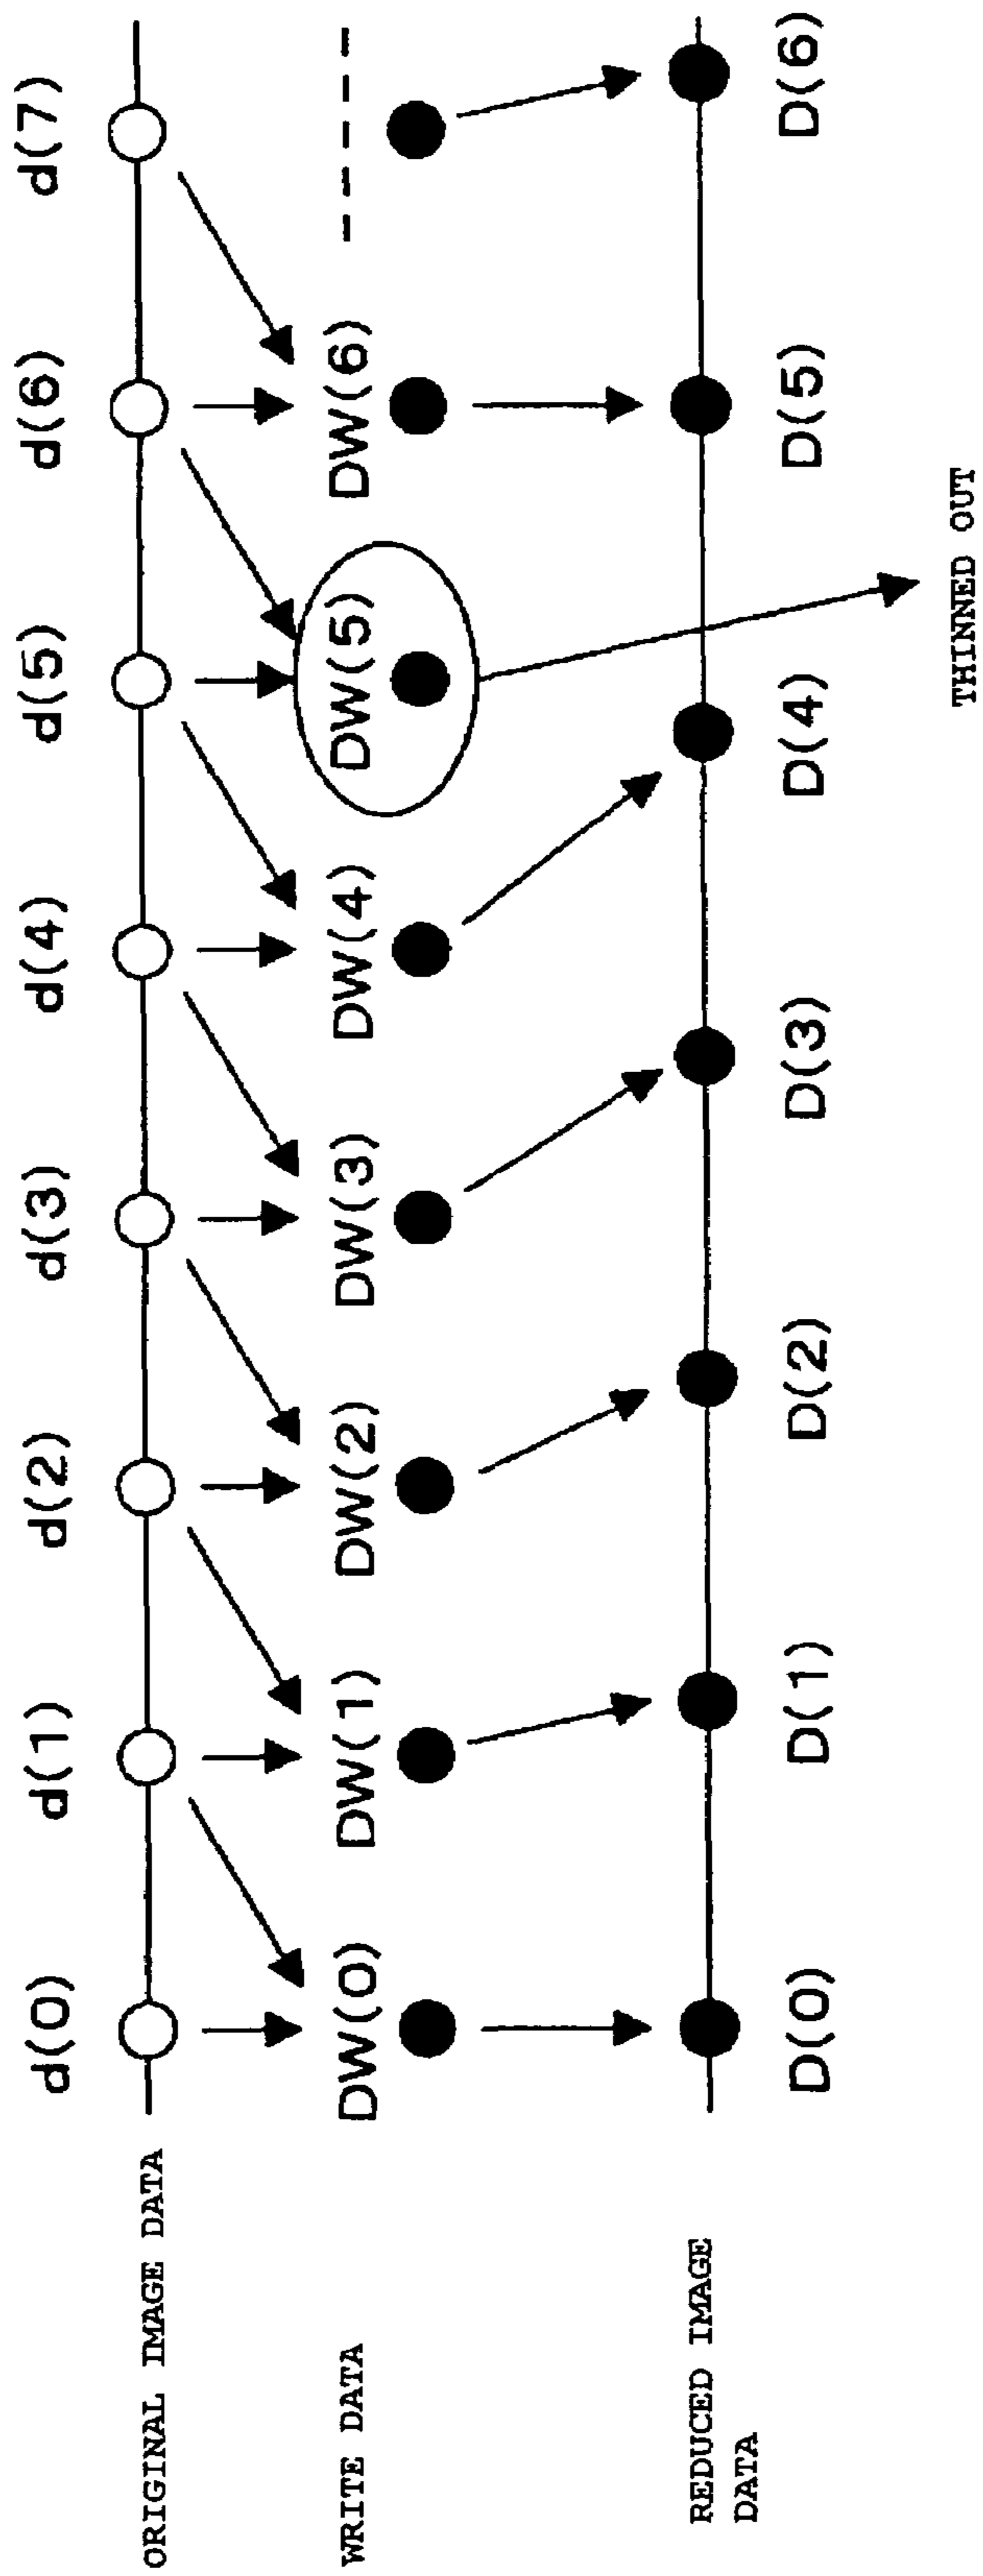 d(0) d(1) d(2) d(3) d(4) d(5) d(6) d(7)
ORIGINAL IMAGE DATA
WRITE DATA
DW(0) DW(1) DW(2) DW(3) DW(4) DW(5) DW(6)
REDUCED IMAGE
DATA
D(0) D(1) D(2) D(3) D(4) D(5) D(6)
THINNED OUT